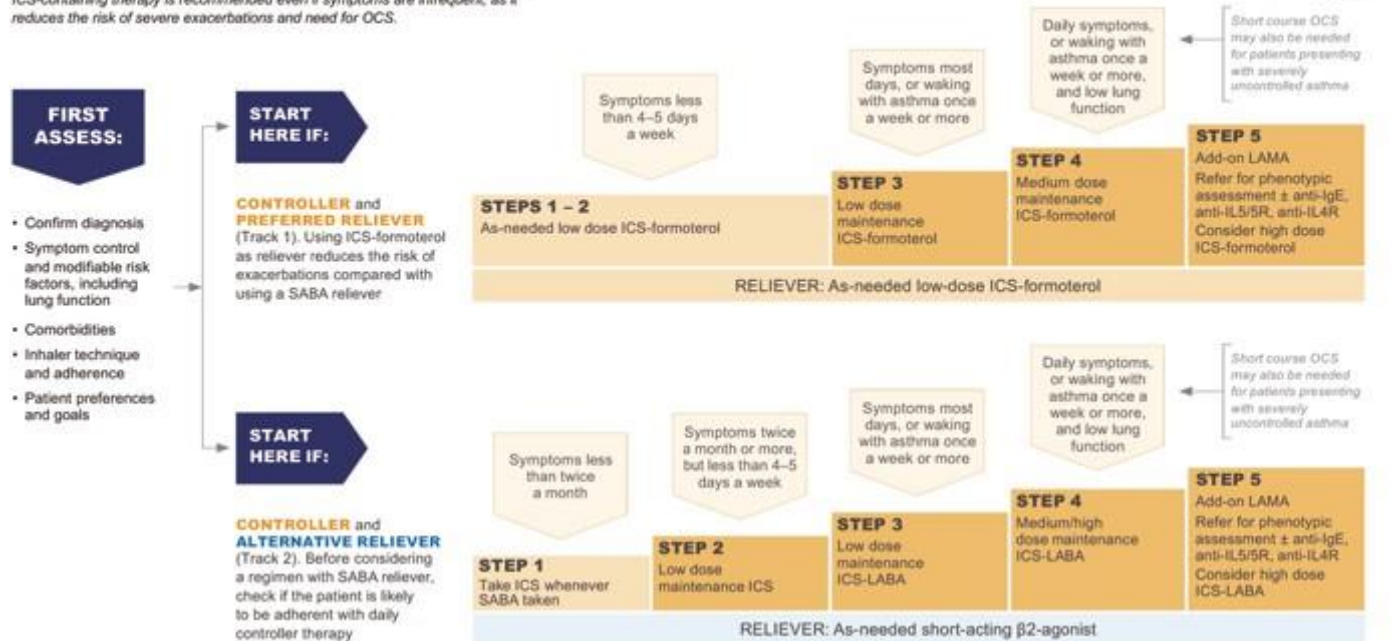 ICS-containing therapy is recommended even if symptoms are infrequent, as it
reduces the risk of severe exacerbations and need for OCS.
FIRST
ASSESS:
• Confirm diagnosis
• Symptom control
and modifiable risk
factors, including
lung function
• Comorbidities
• Inhaler technique
and adherence
• Patient preferences
and goals
START
HERE IF:
CONTROLLER and
PREFERRED RELIEVER
(Track 1). Using ICS-formoterol
as reliever reduces the risk of
exacerbations compared with
using a SABA reliever
Symptoms less
than 4–5 days
a week
Symptoms most
days, or waking
with asthma once
a week or more
Daily symptoms,
or waking with
asthma once a
week or more,
and low lung
function
Short course OCS
may also be needed
for patients presenting
with severely
uncontrolled asthma
STEPS 1 – 2
As-needed low dose ICS-formoterol
STEP 3
Low dose
maintenance
ICS-formoterol
STEP 4
Medium dose
maintenance
ICS-formoterol
STEP 5
Add-on LAMA
Refer for phenotypic
assessment ± anti-IgE,
anti-IL5/5R, anti-IL4R
Consider high dose
ICS-formoterol
RELIEVER: As-needed low-dose ICS-formoterol
START
HERE IF:
CONTROLLER and
ALTERNATIVE RELIEVER
(Track 2). Before considering
a regimen with SABA reliever,
check if the patient is likely
to be adherent with daily
controller therapy
Symptoms less
than twice
a month
Symptoms twice
a month or more,
but less than 4–5
days a week
Symptoms most
days, or waking
with asthma once
a week or more
Daily symptoms,
or waking with
asthma once a
week or more,
and low lung
function
Short course OCS
may also be needed
for patients presenting
with severely
uncontrolled asthma
STEP 1
Take ICS whenever
SABA taken
STEP 2
Low dose
maintenance ICS
STEP 3
Low dose
maintenance
ICS-LABA
STEP 4
Medium/high
dose maintenance
ICS-LABA
STEP 5
Add-on LAMA
Refer for phenotypic
assessment ± anti-IgE,
anti-IL5/5R, anti-IL4R
Consider high dose
ICS-LABA
RELIEVER: As-needed short-acting β2-agonist